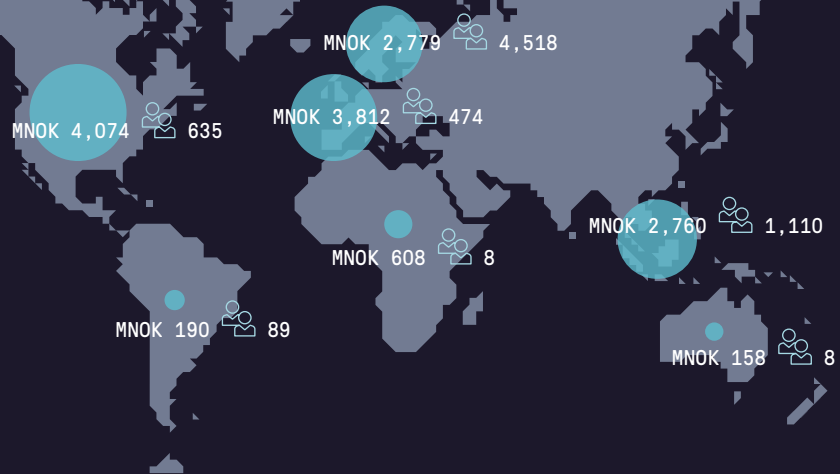 MNOK 2,779 4,518
MNOK 3,812 474
MNOK 4,074 635
MNOK 2,760 1,110
MNOK 608 8
MNOK 190 89
MNOK 158 8